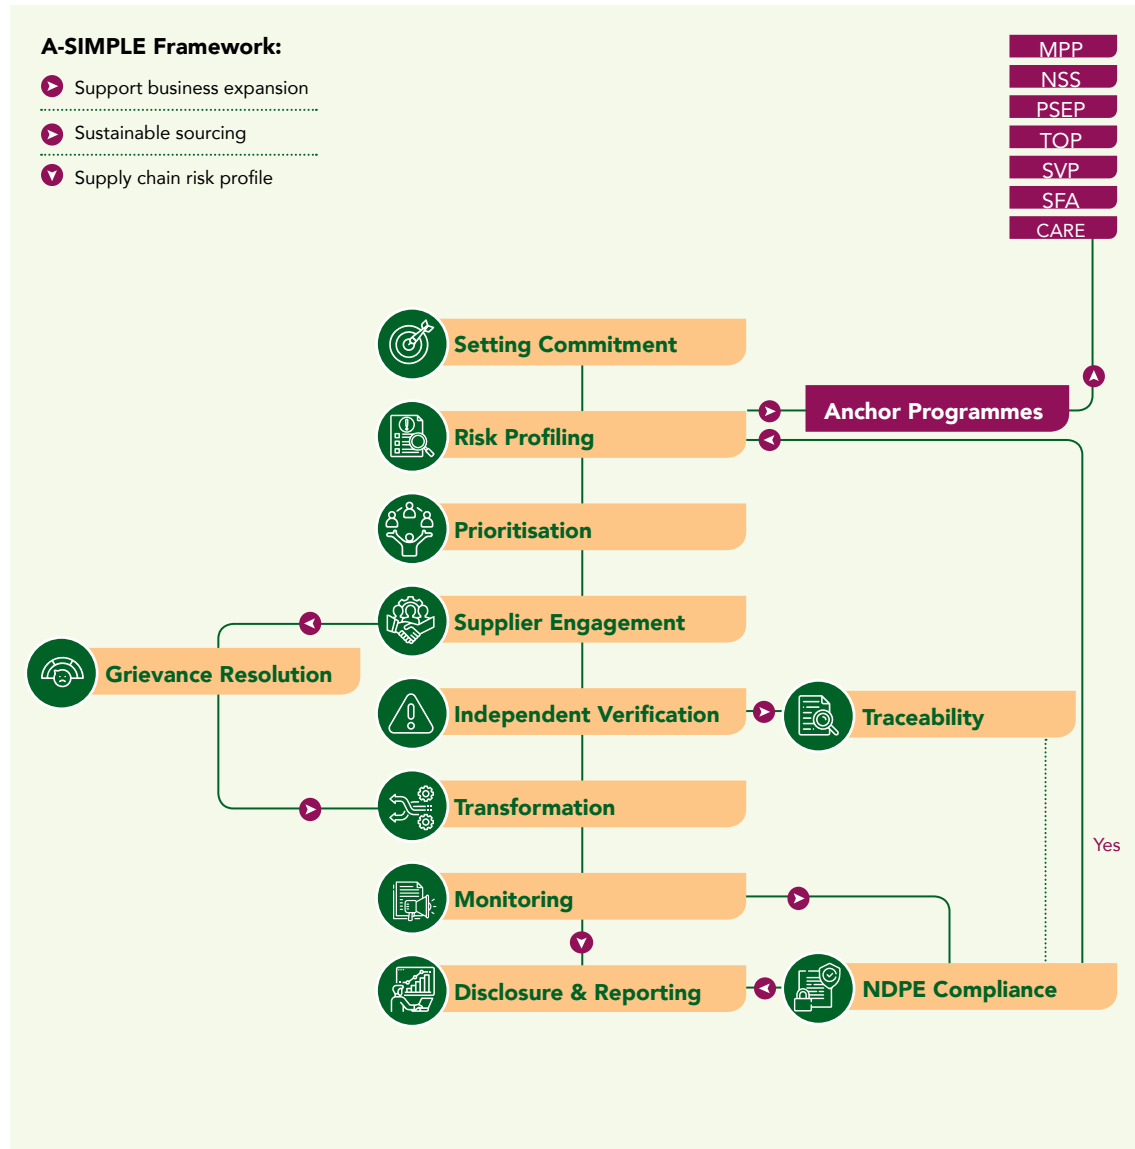 A-SIMPLE Framework:
Support business expansion
Sustainable sourcing
Supply chain risk profile
MPP
NSS
PSEP
TOP
SVP
SFA
CARE
Setting Commitment
Anchor Programmes
Risk Profiling
Prioritisation
Supplier Engagement
Grievance Resolution
Independent Verification
Traceability
Transformation
Yes
Monitoring
Disclosure & Reporting
NDPE Compliance